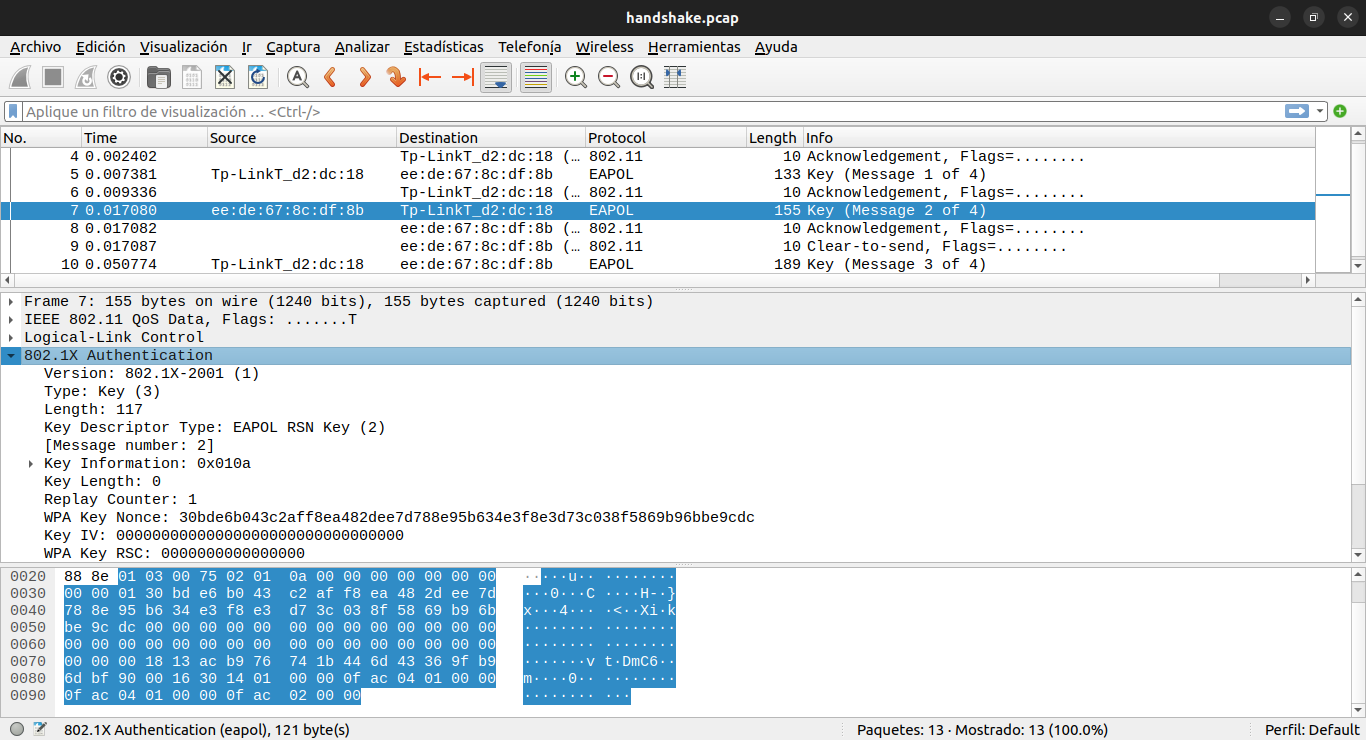 handshake.pcap
Archivo Edición Visualización Ir Captura Analizar Estadísticas Telefonía Wireless Herramientas Ayuda
Aplique un filtro de visualización … <Ctrl-/>
No. Time Source Destination Protocol Length Info
4 0.002402 Tp-LinkT_d2:dc:18 (… 802.11 10 Acknowledgement, Flags=........
5 0.007381 Tp-LinkT_d2:dc:18 ee:de:67:8c:df:8b EAPOL 133 Key (Message 1 of 4)
6 0.009336 Tp-LinkT_d2:dc:18 (… 802.11 10 Acknowledgement, Flags=........
7 0.017080 ee:de:67:8c:df:8b Tp-LinkT_d2:dc:18 EAPOL 155 Key (Message 2 of 4)
8 0.017082 ee:de:67:8c:df:8b (… 802.11 10 Acknowledgement, Flags=........
9 0.017087 ee:de:67:8c:df:8b (… 802.11 10 Clear-to-send, Flags=........
10 0.050774 Tp-LinkT_d2:dc:18 ee:de:67:8c:df:8b EAPOL 189 Key (Message 3 of 4)
Frame 7: 155 bytes on wire (1240 bits), 155 bytes captured (1240 bits)
IEEE 802.11 QoS Data, Flags: .......T
Logical-Link Control
802.1X Authentication
Version: 802.1X-2001 (1)
Type: Key (3)
Length: 117
Key Descriptor Type: EAPOL RSN Key (2)
[Message number: 2]
Key Information: 0x010a
Key Length: 0
Replay Counter: 1
WPA Key Nonce: 30bde6b043c2aff8ea482dee7d788e95b634e3f8e3d73c038f5869b96bbe9cdc
Key IV: 00000000000000000000000000000000
WPA Key RSC: 0000000000000000
0020 88 8e 01 03 00 75 02 01 0a 00 00 00 00 00 00 00 ·····u·· ········
0030 00 00 01 30 bd e6 b0 43 c2 af f8 ea 48 2d ee 7d ···0···C ····H-·}
0040 78 8e 95 b6 34 e3 f8 e3 d7 3c 03 8f 58 69 b9 6b x···4··· ·<··Xi·k
0050 be 9c dc 00 00 00 00 00 00 00 00 00 00 00 00 00 ········ ········
0060 00 00 00 00 00 00 00 00 00 00 00 00 00 00 00 00 ········ ········
0070 00 00 00 18 13 ac b9 76 74 1b 44 6d 43 36 9f b9 ·······v t·DmC6··
0080 6d bf 90 00 16 30 14 01 00 00 0f ac 04 01 00 00 m····0·· ········
0090 0f ac 04 01 00 00 0f ac 02 00 00 ········ ···
802.1X Authentication (eapol), 121 byte(s) Paquetes: 13 · Mostrado: 13 (100.0%) Perfil: Default